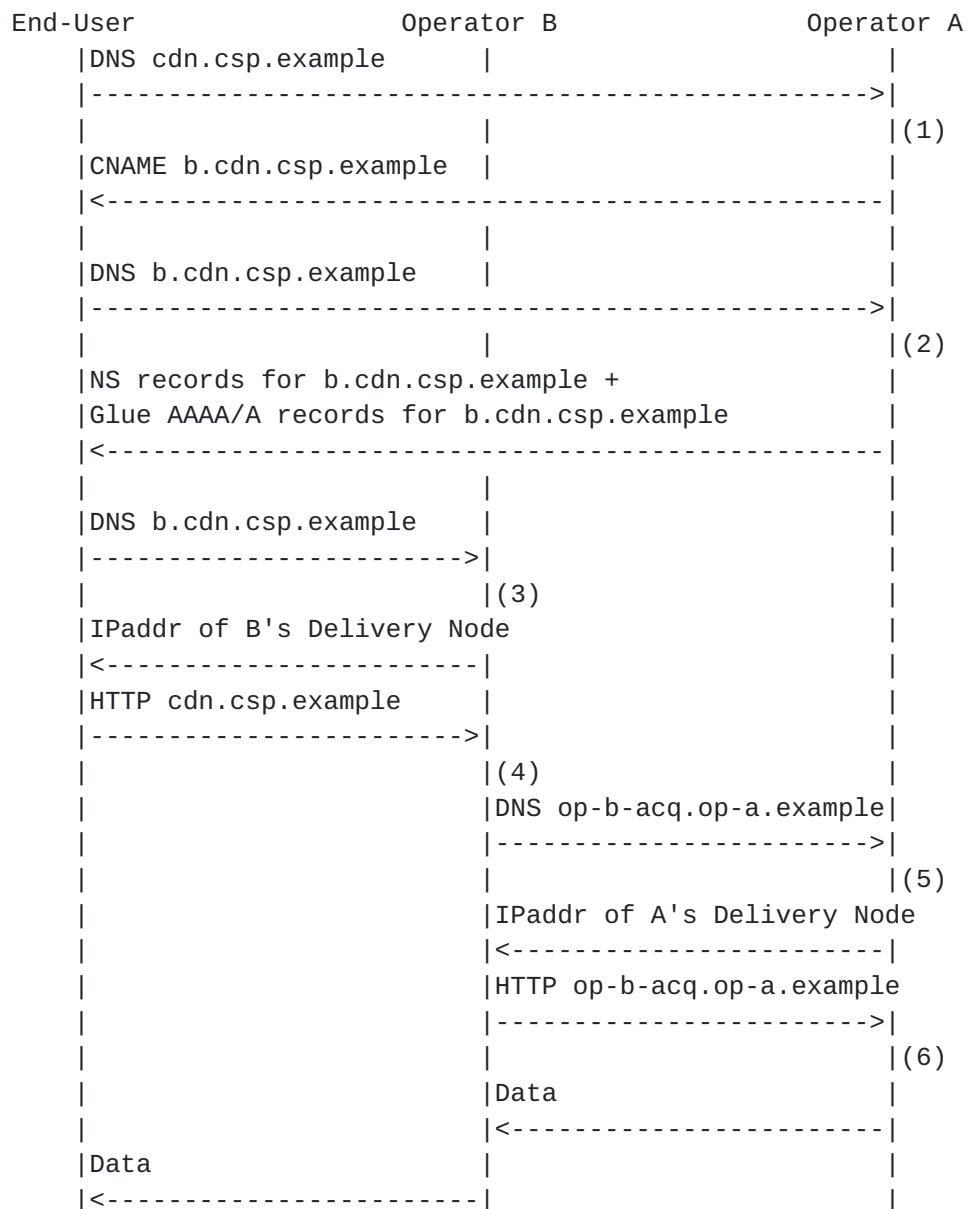 End-User                 Operator B                Operator A
    |DNS cdn.csp.example      |                         |
    |-------------------------------------------------->|
    |                         |                         |(1)
    |CNAME b.cdn.csp.example  |                         |
    |<--------------------------------------------------|
    |                         |                         |
    |DNS b.cdn.csp.example    |                         |
    |-------------------------------------------------->|
    |                         |                         |(2)
    |NS records for b.cdn.csp.example +                 |
    |Glue AAAA/A records for b.cdn.csp.example          |
    |<--------------------------------------------------|
    |                         |                         |
    |DNS b.cdn.csp.example    |                         |
    |------------------------>|                         |
    |                         |(3)                      |
    |IPaddr of B's Delivery Node                        |
    |<------------------------|                         |
    |HTTP cdn.csp.example     |                         |
    |------------------------>|                         |
    |                         |(4)                      |
    |                         |DNS op-b-acq.op-a.example|
    |                         |------------------------>|
    |                         |                         |(5)
    |                         |IPaddr of A's Delivery Node
    |                         |<------------------------|
    |                         |HTTP op-b-acq.op-a.example
    |                         |------------------------>|
    |                         |                         |(6)
    |                         |Data                     |
    |                         |<------------------------|
    |Data                     |                         |
    |<------------------------|                         |